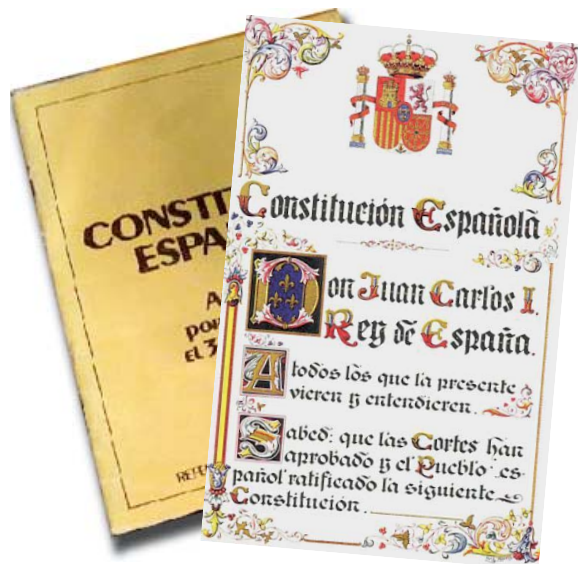 CONSTI
ESPA
A
POR
EL 3
REFE
Constitución Española
Don Juan Carlos I.
Rey de España.
A todos los que la presente
vieren y entendieren.
Sabed: que las Cortes han
aprobado y el Pueblo es-
pañol ratificado la siguiente
Constitución.